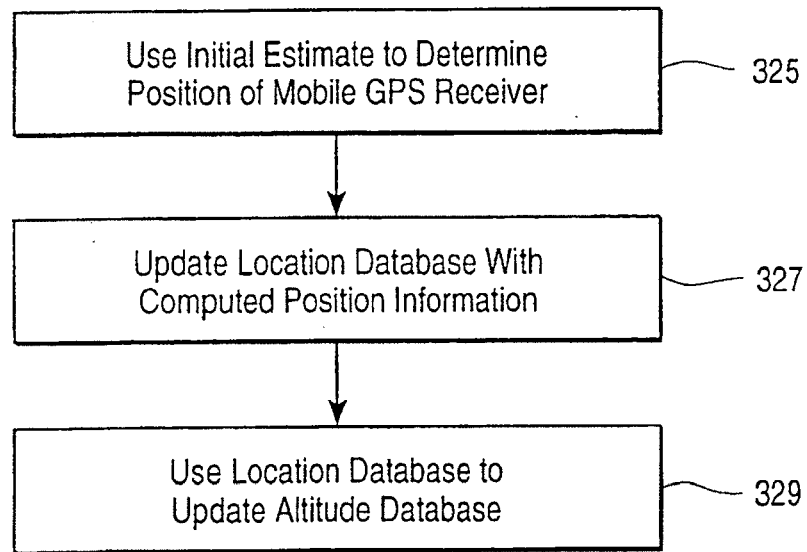 Use Initial Estimate to Determine
Position of Mobile GPS Receiver
325
Update Location Database With
Computed Position Information
327
Use Location Database to
Update Altitude Database
329